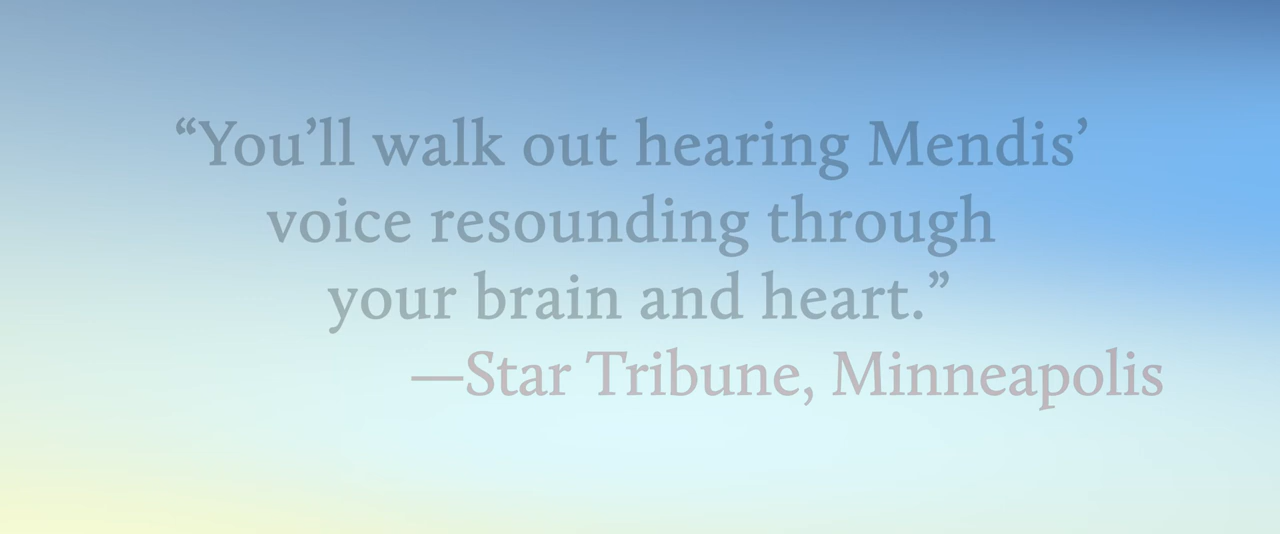 “You’ll walk out hearing Mendis’
voice resounding through
your brain and heart.”
—Star Tribune, Minneapolis